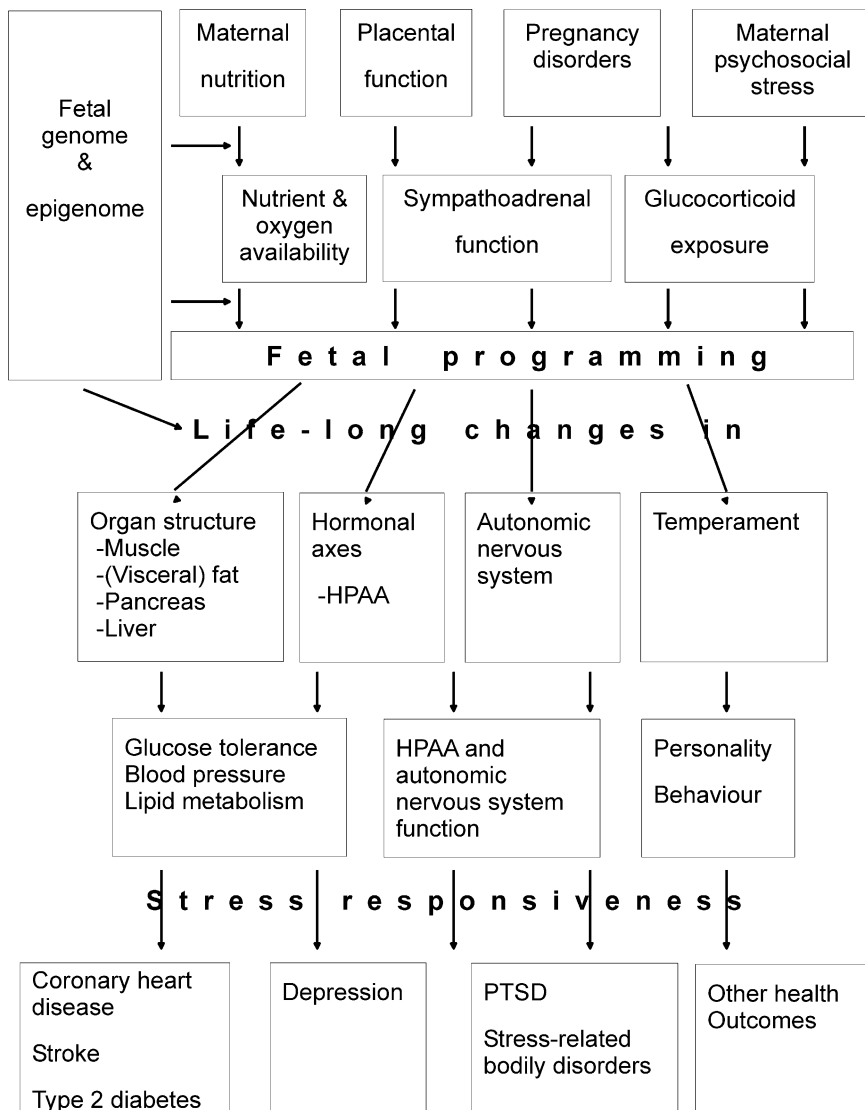 Maternal
nutrition
Placental
function
Pregnancy
disorders
Maternal
psychosocial
stress
Fetal
genome
&
epigenome
Nutrient &
oxygen
availability
Sympathoadrenal
function
Glucocorticoid
exposure
Fetal programming
Life-long changes in
Organ structure
-Muscle
-(Visceral) fat
-Pancreas
-Liver
Hormonal
axes
-HPAA
Autonomic
nervous
system
Temperament
Glucose tolerance
Blood pressure
Lipid metabolism
HPAA and
autonomic
nervous system
function
Personality
Behaviour
Stress responsiveness
Coronary heart
disease
Stroke
Type 2 diabetes
Depression
PTSD
Stress-related
bodily disorders
Other health
Outcomes